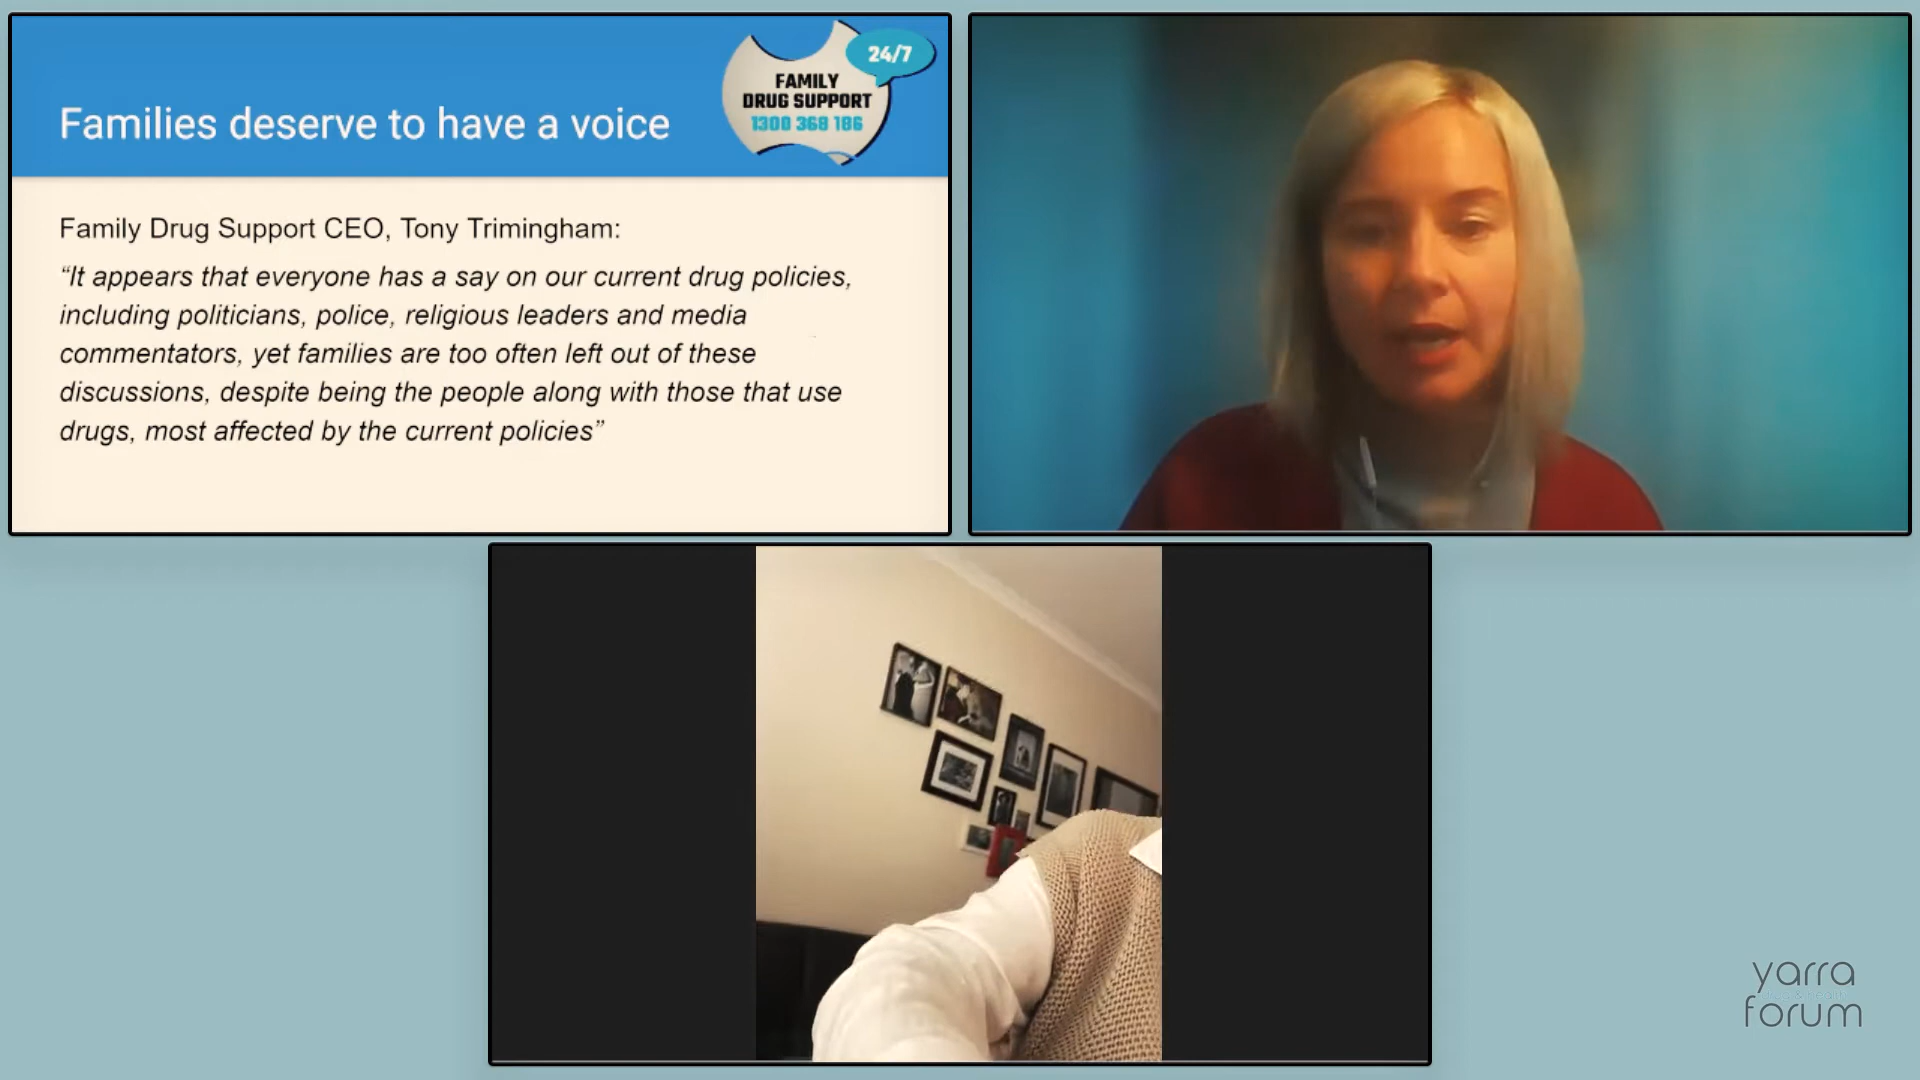 Families deserve to have a voice
24/7
FAMILY
DRUG SUPPORT
1300 368 186
Family Drug Support CEO, Tony Trimingham:
“It appears that everyone has a say on our current drug policies,
including politicians, police, religious leaders and media
commentators, yet families are too often left out of these
discussions, despite being the people along with those that use
drugs, most affected by the current policies”
yarra
forum